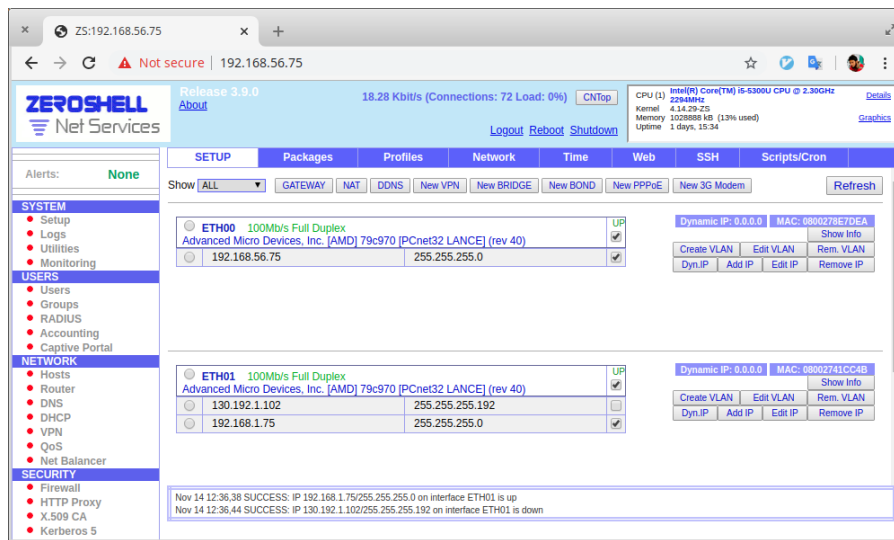 ZS:192.168.56.75
Not secure | 192.168.56.75
ZEROSHELL
Net Services
Release 3.9.0
About
18.28 Kbit/s (Connections: 72 Load: 0%) CNTop
Logout Reboot Shutdown
CPU (1) Intel(R) Core(TM) i5-5300U CPU @ 2.30GHz
2294MHz
Details
Kernel 4.14.29-ZS
Memory 1028888 kB (13% used)
Graphics
Uptime 1 days, 15:34
SETUP Packages Profiles Network Time Web SSH Scripts/Cron
Alerts: None
Show ALL GATEWAY NAT DDNS New VPN New BRIDGE New BOND New PPPoE New 3G Modem Refresh
SYSTEM
Setup
Logs
Utilities
Monitoring
USERS
Users
Groups
RADIUS
Accounting
Captive Portal
NETWORK
Hosts
Router
DNS
DHCP
VPN
QoS
Net Balancer
SECURITY
Firewall
HTTP Proxy
X.509 CA
Kerberos 5
ETH00 100Mb/s Full Duplex UP
Advanced Micro Devices, Inc. [AMD] 79c970 [PCnet32 LANCE] (rev 40)
192.168.56.75 255.255.255.0
Dynamic IP: 0.0.0.0 MAC: 0800278E7DEA
Show Info
Create VLAN Edit VLAN Rem. VLAN
Dyn.IP Add IP Edit IP Remove IP
ETH01 100Mb/s Full Duplex UP
Advanced Micro Devices, Inc. [AMD] 79c970 [PCnet32 LANCE] (rev 40)
130.192.1.102 255.255.255.192
192.168.1.75 255.255.255.0
Dynamic IP: 0.0.0.0 MAC: 08002741CC4B
Show Info
Create VLAN Edit VLAN Rem. VLAN
Dyn.IP Add IP Edit IP Remove IP
Nov 14 12:36,38 SUCCESS: IP 192.168.1.75/255.255.255.0 on interface ETH01 is up
Nov 14 12:36,44 SUCCESS: IP 130.192.1.102/255.255.255.192 on interface ETH01 is down